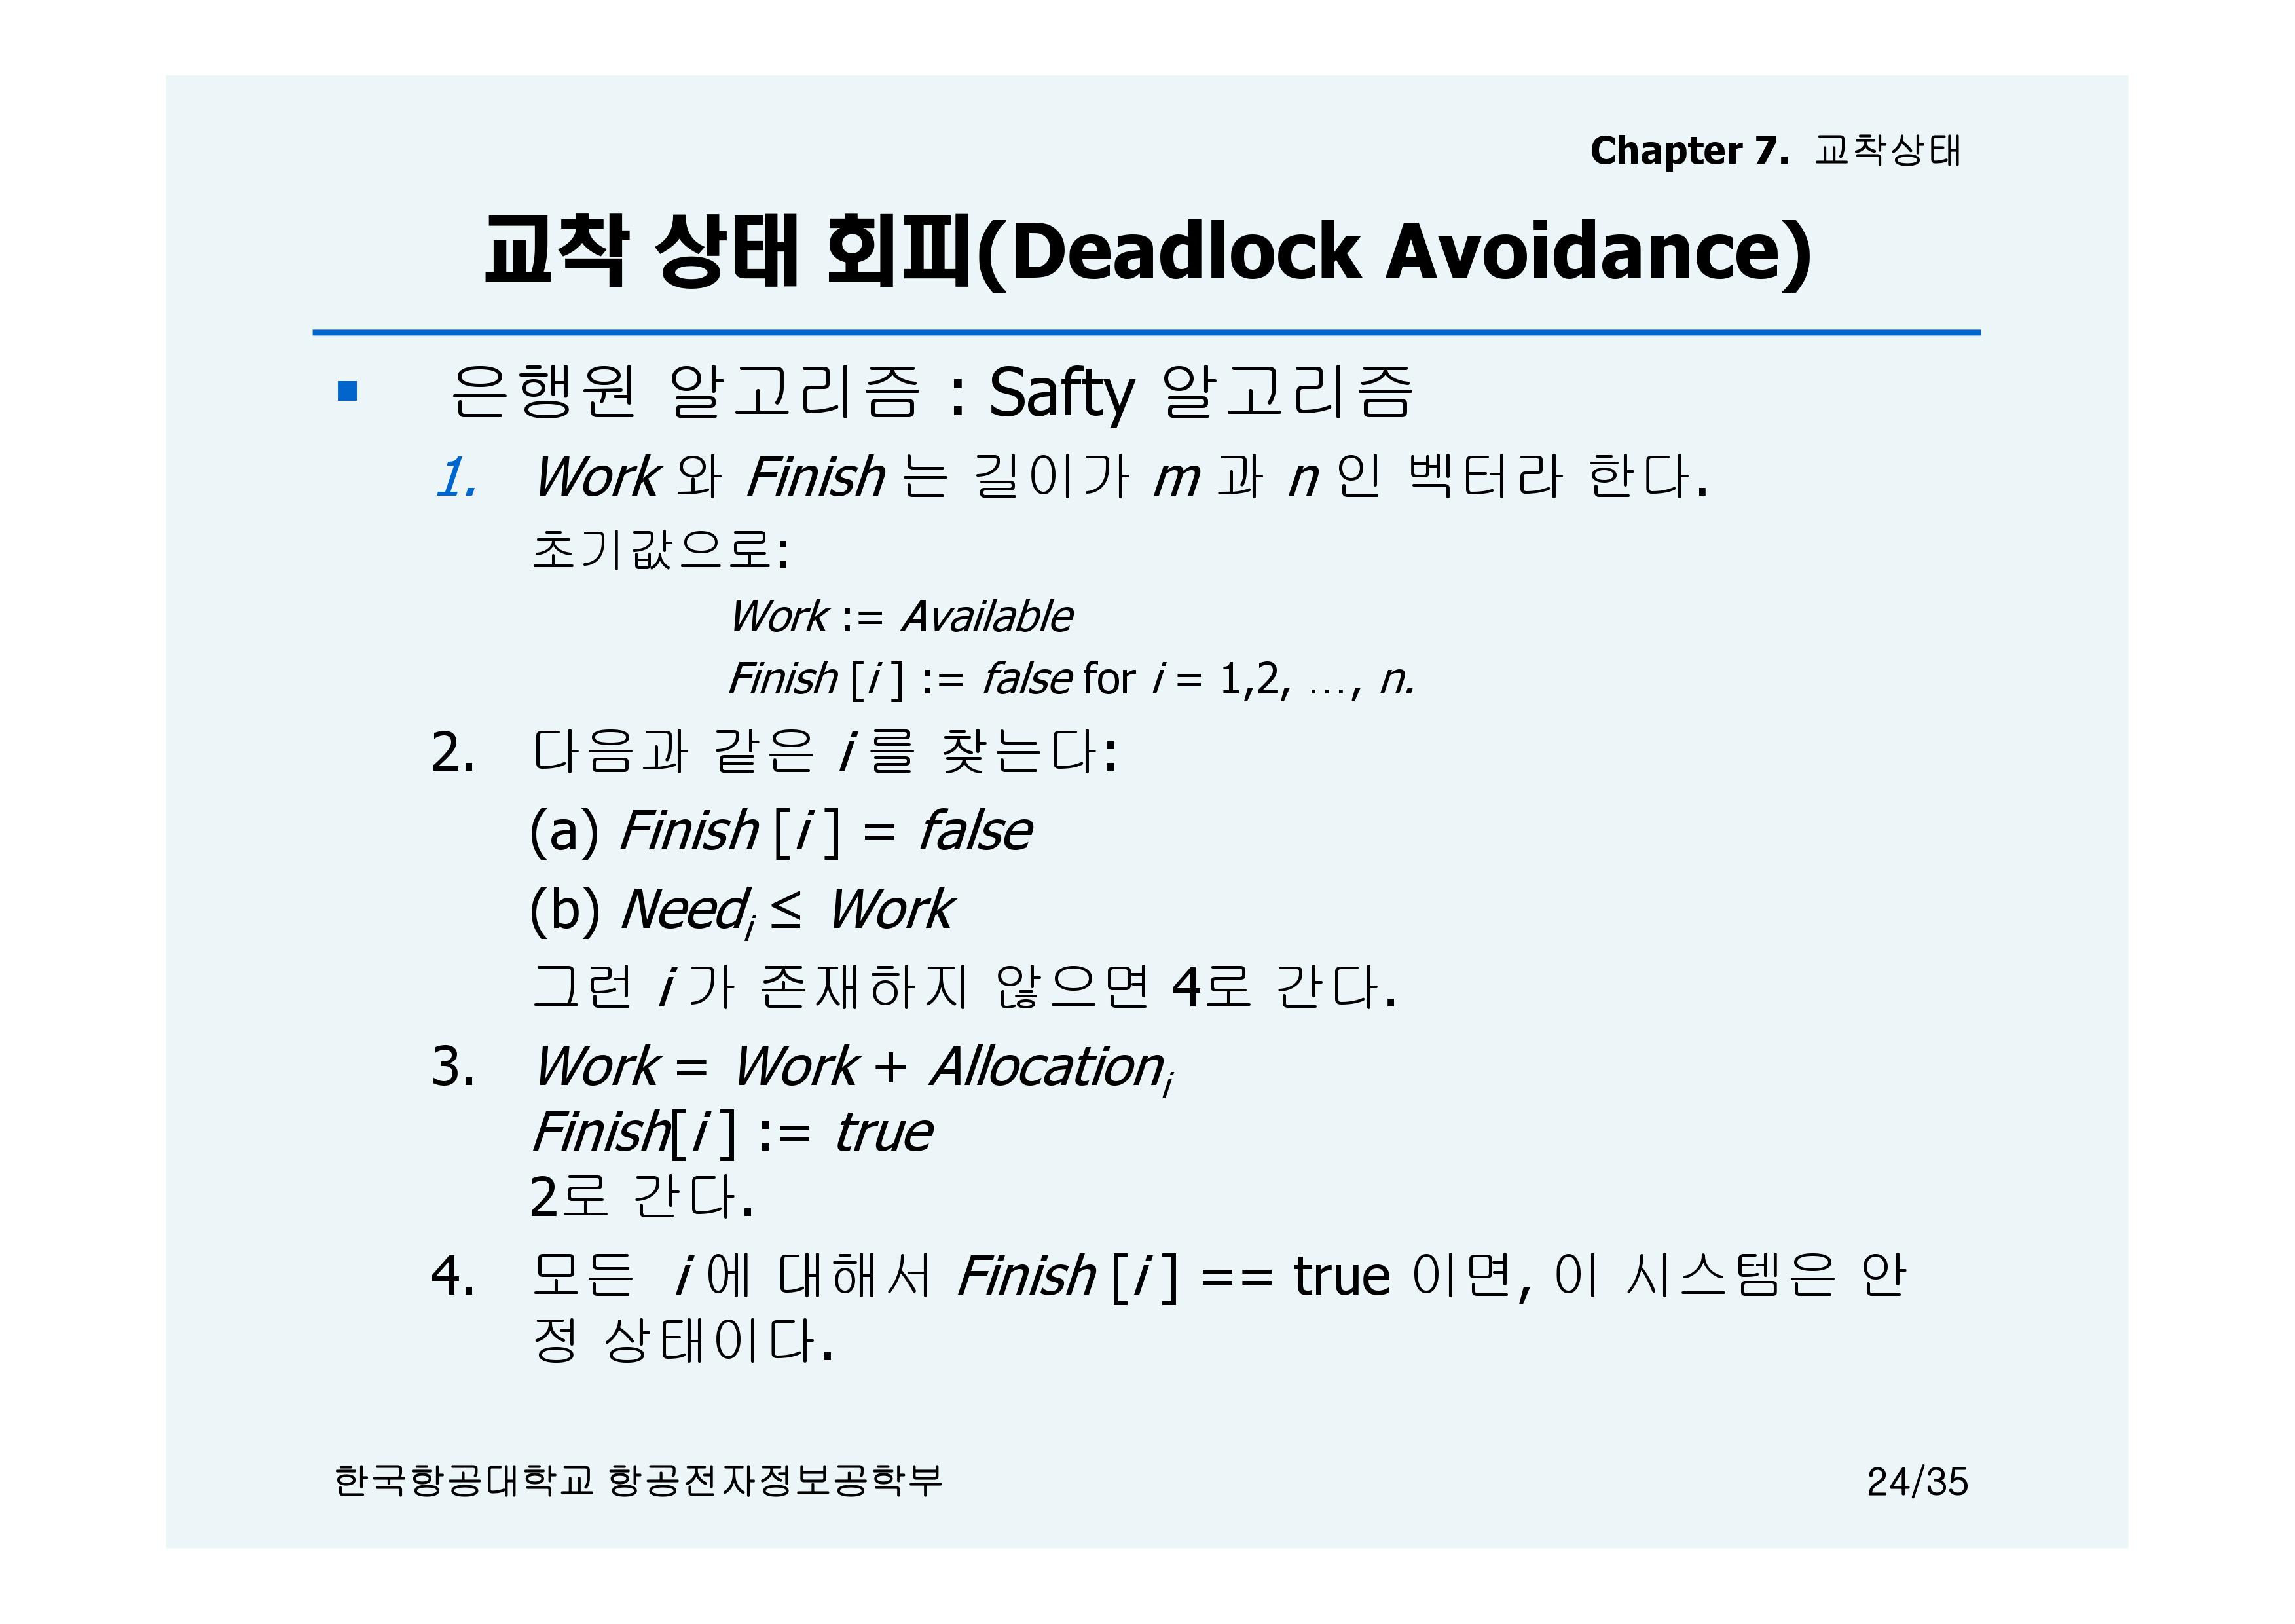 Chapter 7. 교착상태
교착 상태 회피(Deadlock Avoidance)
▪ 은행원 알고리즘 : Safty 알고리즘
1. Work 와 Finish 는 길이가 m 과 n 인 벡터라 한다.
초기값으로:
Work := Available
Finish [i ] := false for i = 1,2, …, n.
2. 다음과 같은 i 를 찾는다:
(a) Finish [i ] = false
(b) Needi ≤ Work
그런 i 가 존재하지 않으면 4로 간다.
3. Work = Work + Allocationi
Finish[i ] := true
2로 간다.
4. 모든 i 에 대해서 Finish [i ] == true 이면, 이 시스템은 안
정 상태이다.
한국항공대학교 항공전자정보공학부
24/35